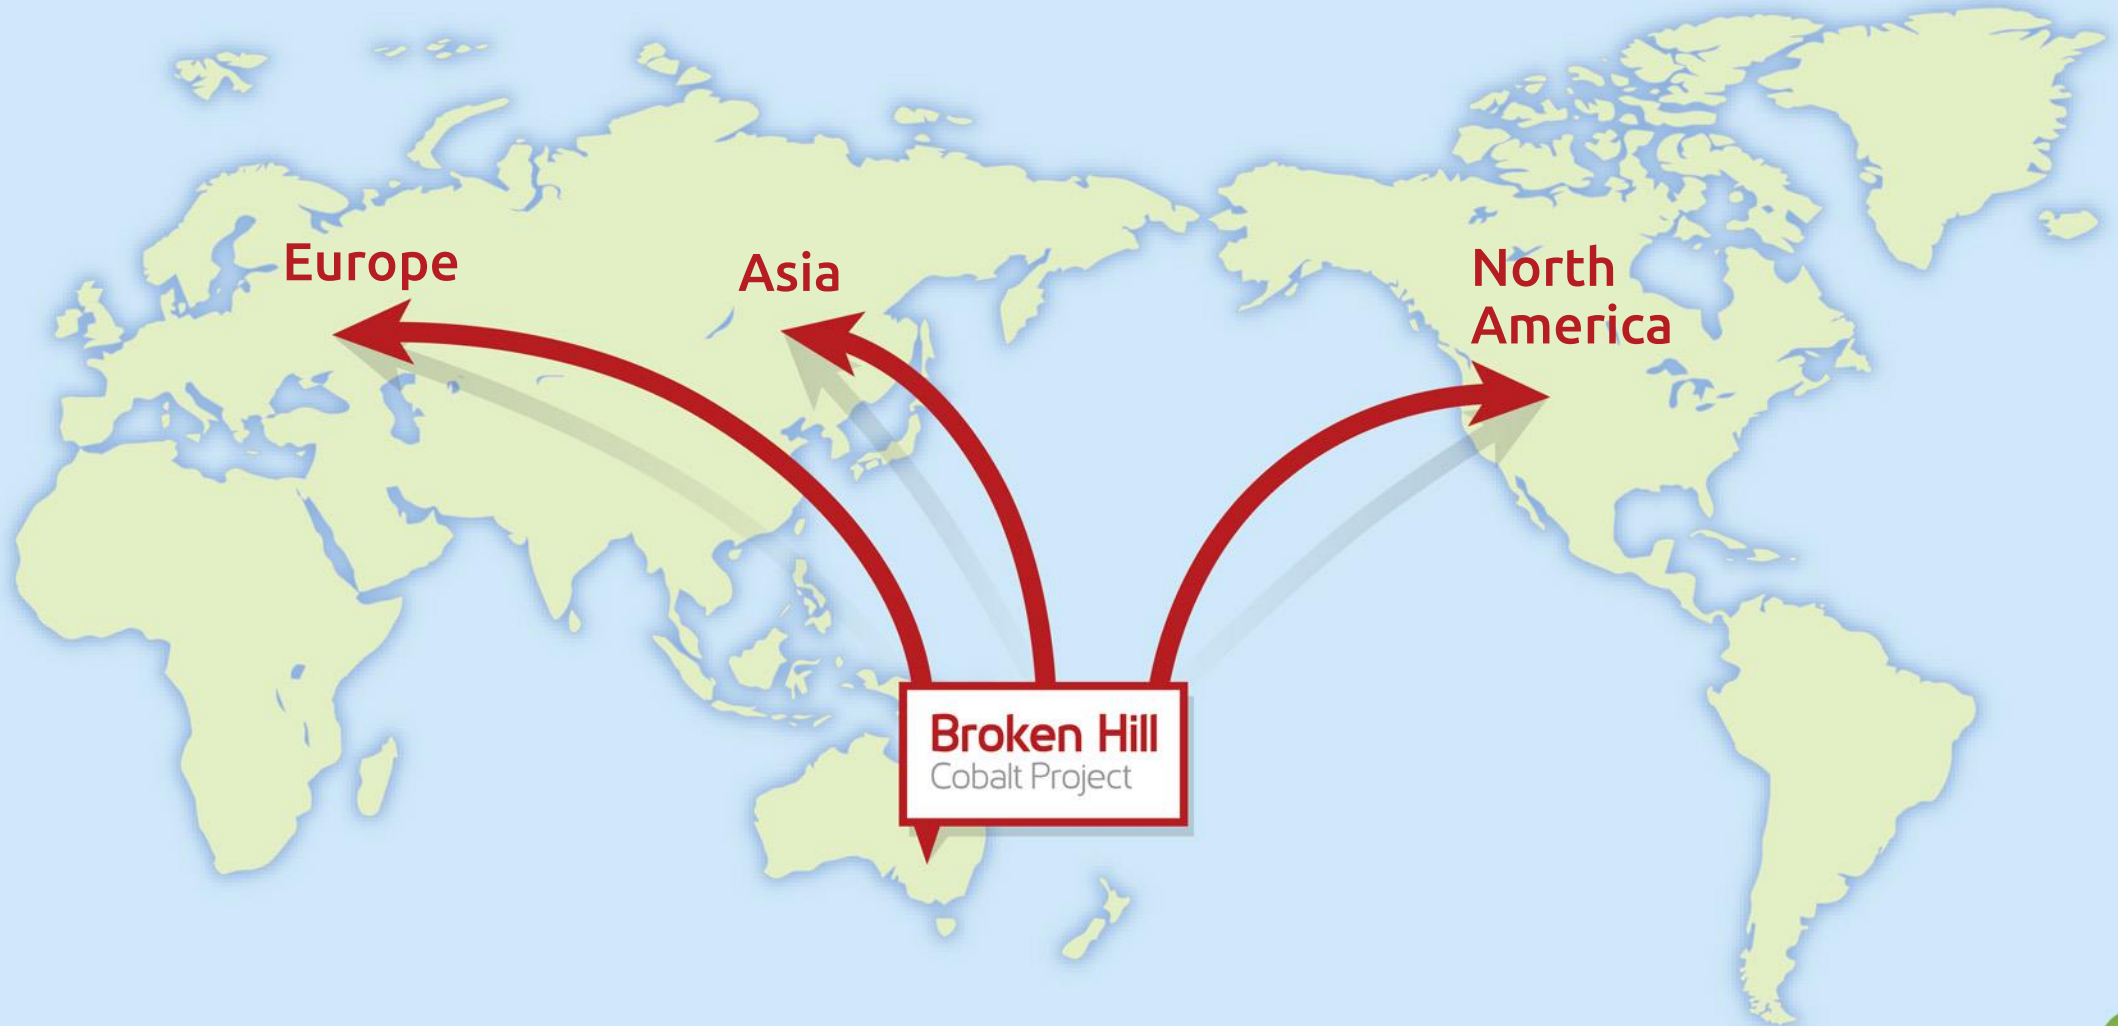 Europe
Asia
North
America
Broken Hill
Cobalt Project